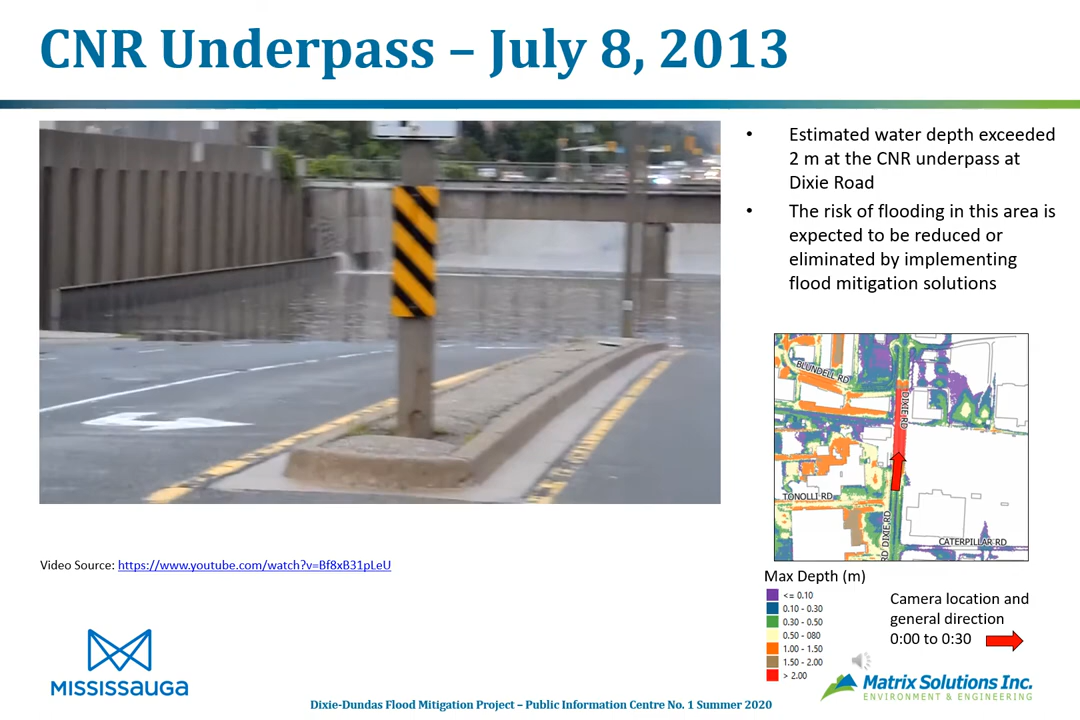 CNR Underpass – July 8, 2013
• Estimated water depth exceeded
2 m at the CNR underpass at
Dixie Road
• The risk of flooding in this area is
expected to be reduced or
eliminated by implementing
flood mitigation solutions
BLUNDELL RD
DIXIE RD
TONOLLI RD
DIXIE RD
RD
CATERPILLAR RD
Video Source: https://www.youtube.com/watch?v=Bf8xB31pLeU
Max Depth (m)
<= 0.10
0.10 - 0.30
0.30 - 0.50
0.50 - 080
1.00 - 1.50
1.50 - 2.00
> 2.00
Camera location and
general direction
0:00 to 0:30
MISSISSAUGA
Matrix Solutions Inc.
ENVIRONMENT & ENGINEERING
Dixie-Dundas Flood Mitigation Project – Public Information Centre No. 1 Summer 2020